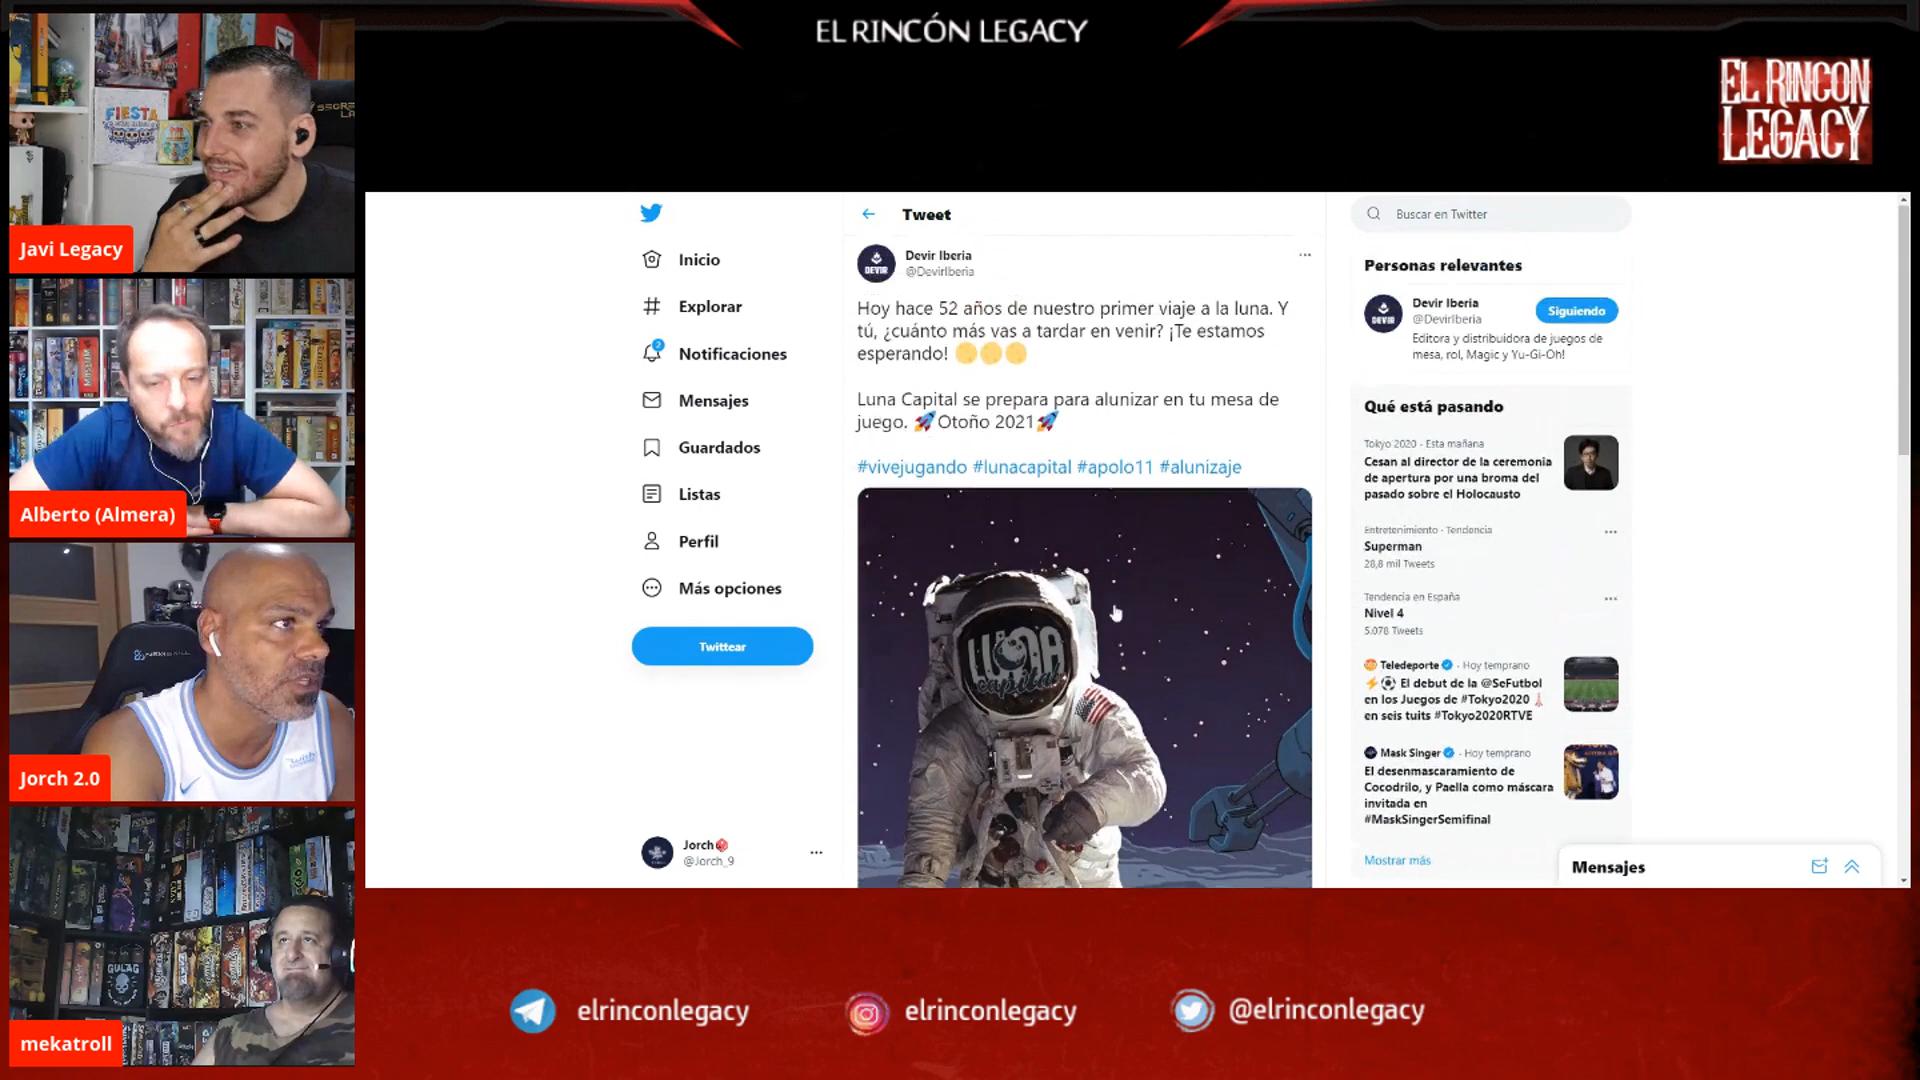 EL RINCÓN LEGACY
EL RINCON
LEGACY
FIESTA
Javi Legacy
Alberto (Almera)
Jorch 2.0
GULAG
mekatroll
Inicio
Explorar
2
Notificaciones
Mensajes
Guardados
Listas
Perfil
Más opciones
Twittear
Jorch
@Jorch_9
Tweet
DEVIR
Devir Iberia
@DevirIberia
Hoy hace 52 años de nuestro primer viaje a la luna. Y
tú, ¿cuánto más vas a tardar en venir? ¡Te estamos
esperando! 🌕🌕🌕
Luna Capital se prepara para alunizar en tu mesa de
juego. 🚀Otoño 2021🚀
#vivejugando #lunacapital #apolo11 #alunizaje
LUNA
capital
Buscar en Twitter
Personas relevantes
DEVIR
Devir Iberia
@DevirIberia
Siguiendo
Editora y distribuidora de juegos de
mesa, rol, Magic y Yu-Gi-Oh!
Qué está pasando
Tokyo 2020 · Esta mañana
Cesan al director de la ceremonia
de apertura por una broma del
pasado sobre el Holocausto
Entretenimiento · Tendencia
Superman
28,8 mil Tweets
Tendencia en España
Nivel 4
5.078 Tweets
Teledeporte · Hoy temprano
⚡⚽ El debut de la @SeFutbol
en los Juegos de #Tokyo2020 🗼
en seis tuits #Tokyo2020RTVE
Mask Singer · Hoy temprano
El desenmascaramiento de
Cocodrilo, y Paella como máscara
invitada en
#MaskSingerSemifinal
Mostrar más
Mensajes
elrinconlegacy
elrinconlegacy
@elrinconlegacy